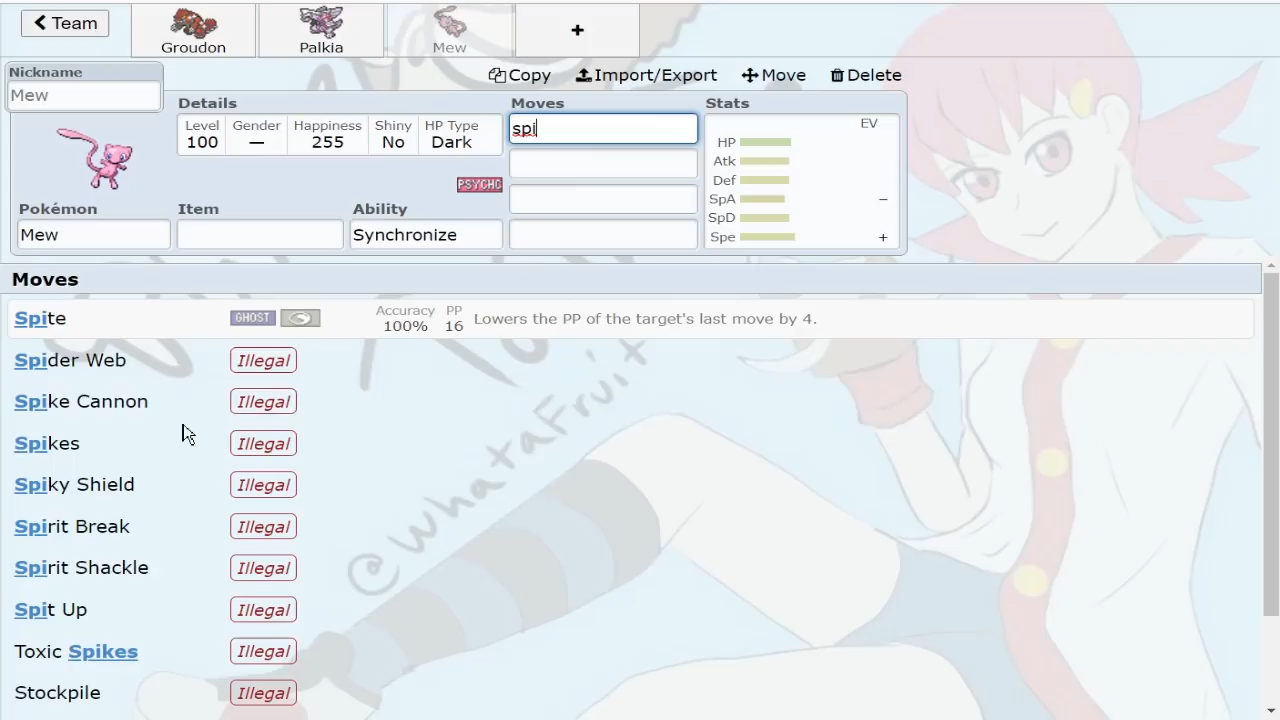 Team
Groudon
Palkia
Mew
+
Copy
Import/Export
Move
Delete
Nickname
Mew
Details
Moves
Stats
Level
100
Gender
—
Happiness
255
Shiny
No
HP Type
Dark
spi
EV
HP
Atk
Def
SpA −
SpD
Spe +
PSYCHC
Pokémon
Mew
Item
Ability
Synchronize
Moves
Spite GHOST Accuracy 100% PP 16 Lowers the PP of the target's last move by 4.
Spider Web Illegal
Spike Cannon Illegal
Spikes Illegal
Spiky Shield Illegal
Spirit Break Illegal
Spirit Shackle Illegal
Spit Up Illegal
Toxic Spikes Illegal
Stockpile Illegal
@whataFruit